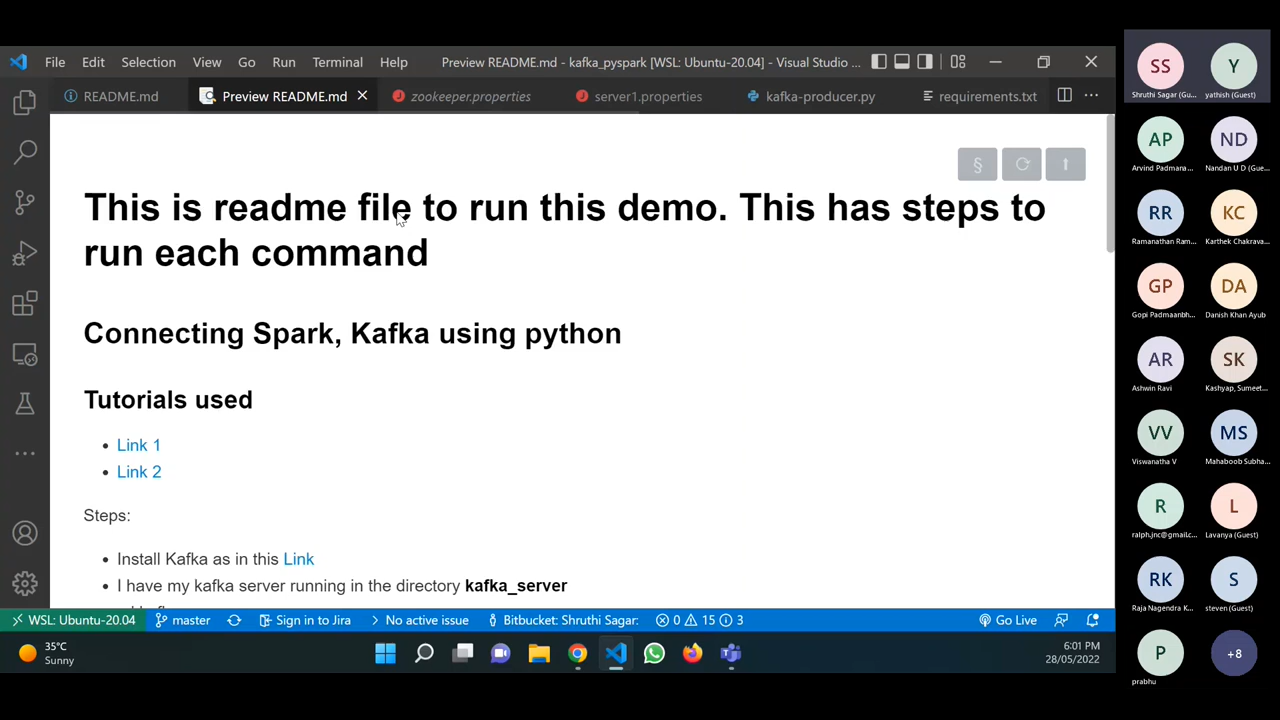 File Edit Selection View Go Run Terminal Help Preview README.md - kafka_pyspark [WSL: Ubuntu-20.04] - Visual Studio ...
README.md Preview README.md zookeeper.properties server1.properties kafka-producer.py requirements.txt
This is readme file to run this demo. This has steps to
run each command
Connecting Spark, Kafka using python
Tutorials used
Link 1
Link 2
Steps:
Install Kafka as in this Link
I have my kafka server running in the directory kafka_server
WSL: Ubuntu-20.04 master Sign in to Jira No active issue Bitbucket: Shruthi Sagar: 0 15 3 Go Live
35°C
Sunny
6:01 PM
28/05/2022
SS Y
Shruthi Sagar (Gu... yathish (Guest)
AP ND
Arvind Padmana... Nandan U D (Gue...
RR KC
Ramanathan Ram... Karthek Chakrava...
GP DA
Gopi Padmaanbh... Danish Khan Ayub
AR SK
Ashwin Ravi Kashyap, Sumeet...
VV MS
Viswanatha V Mahaboob Subha...
R L
ralph.jnc@gmail.c... Lavanya (Guest)
RK S
Raja Nagendra K... steven (Guest)
P +8
prabhu